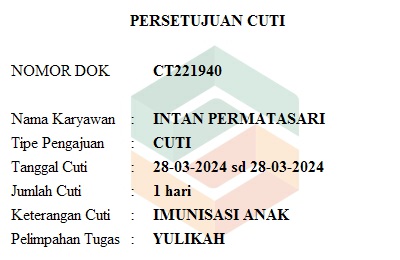 PERSETUJUAN CUTI
NOMOR DOK CT221940
Nama Karyawan : INTAN PERMATASARI
Tipe Pengajuan : CUTI
Tanggal Cuti : 28-03-2024 sd 28-03-2024
Jumlah Cuti : 1 hari
Keterangan Cuti : IMUNISASI ANAK
Pelimpahan Tugas : YULIKAH